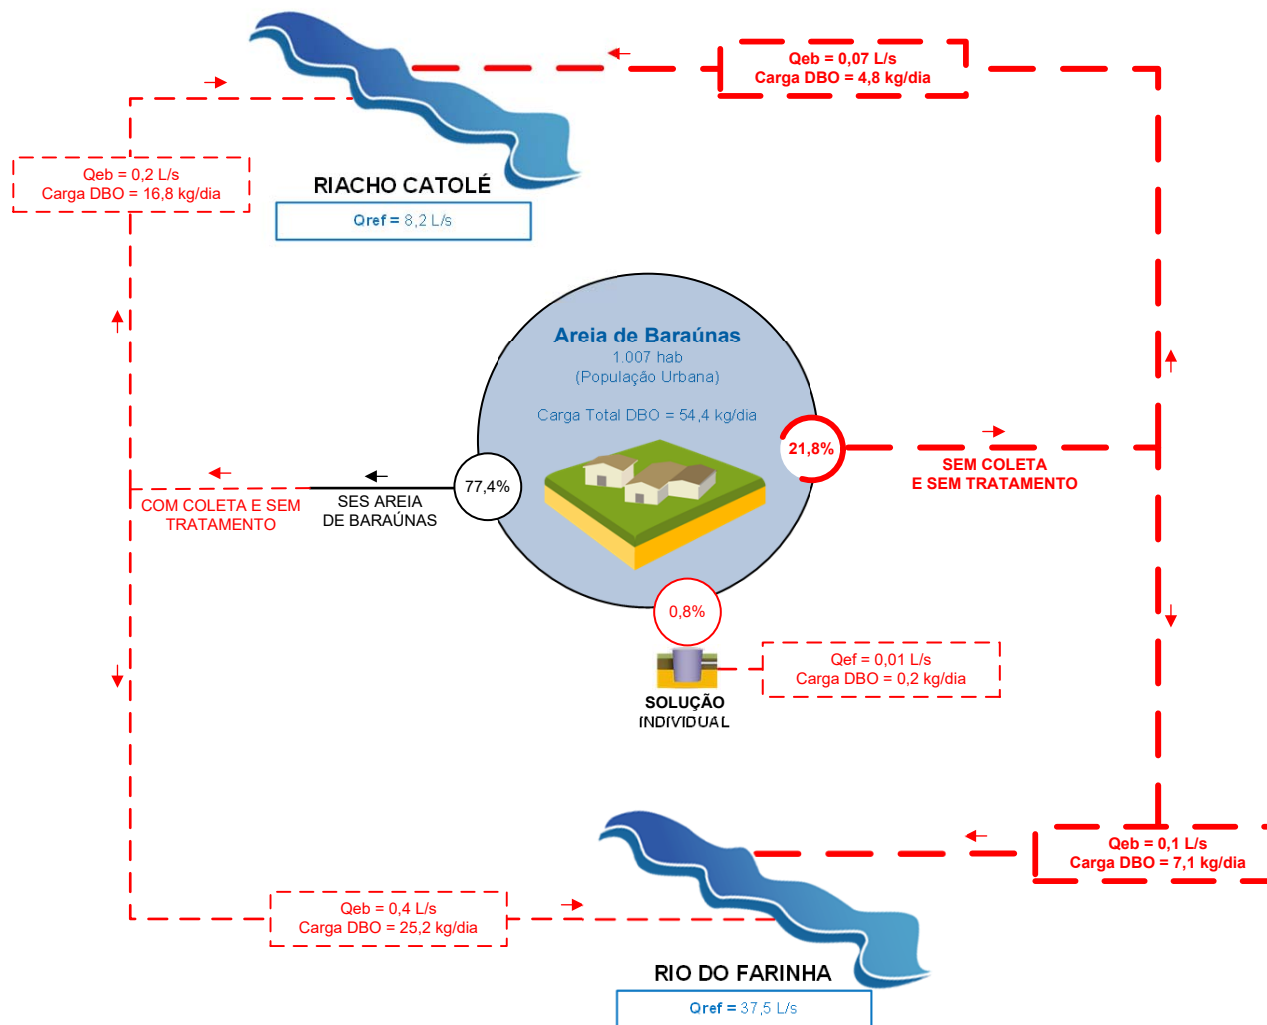 Qeb = 0,07 L/s
Carga DBO = 4,8 kg/dia
Qeb = 0,2 L/s
Carga DBO = 16,8 kg/dia
RIACHO CATOLÉ
Qref = 8,2 L/s
Areia de Baraúnas
1.007 hab
(População Urbana)
Carga Total DBO = 54,4 kg/dia
21,8%
SEM COLETA
E SEM TRATAMENTO
77,4%
SES AREIA
DE BARAÚNAS
COM COLETA E SEM
TRATAMENTO
0,8%
Qef = 0,01 L/s
Carga DBO = 0,2 kg/dia
SOLUÇÃO
INDIVIDUAL
Qeb = 0,1 L/s
Carga DBO = 7,1 kg/dia
Qeb = 0,4 L/s
Carga DBO = 25,2 kg/dia
RIO DO FARINHA
Qref = 37,5 L/s